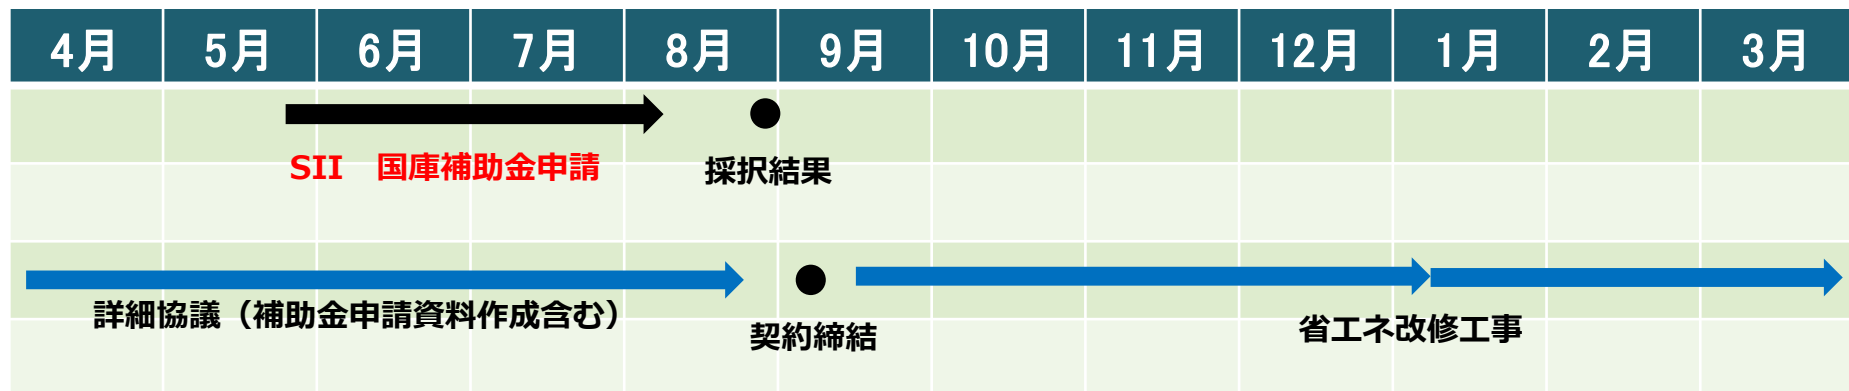 4月 5月 6月 7月 8月 9月 10月 11月 12月 1月 2月 3月
SII　国庫補助金申請
採択結果
詳細協議（補助金申請資料作成含む）
契約締結
省エネ改修工事